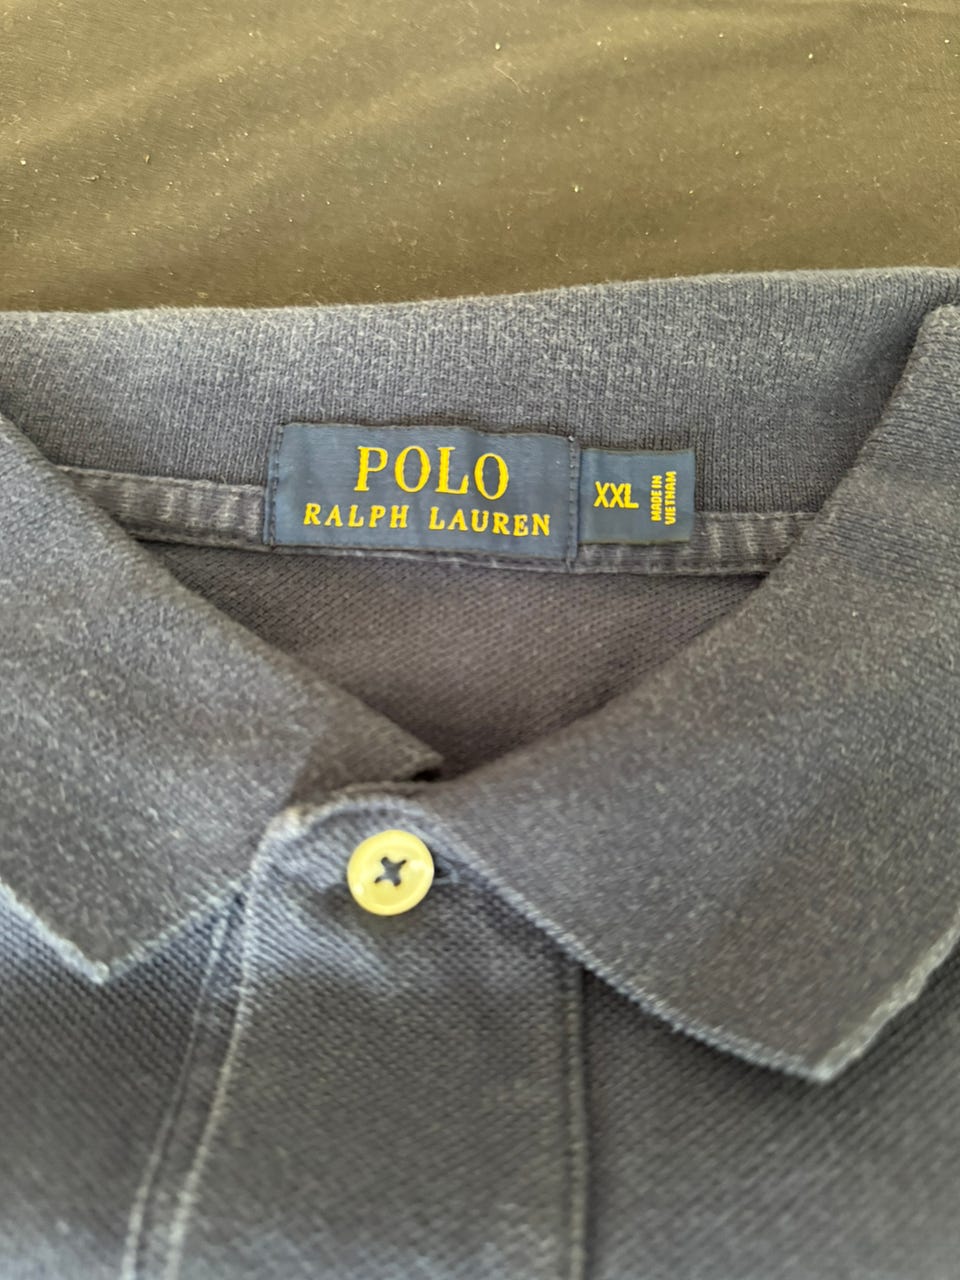 POLO
RALPH LAUREN
XXL
MADE IN
VIETNAM